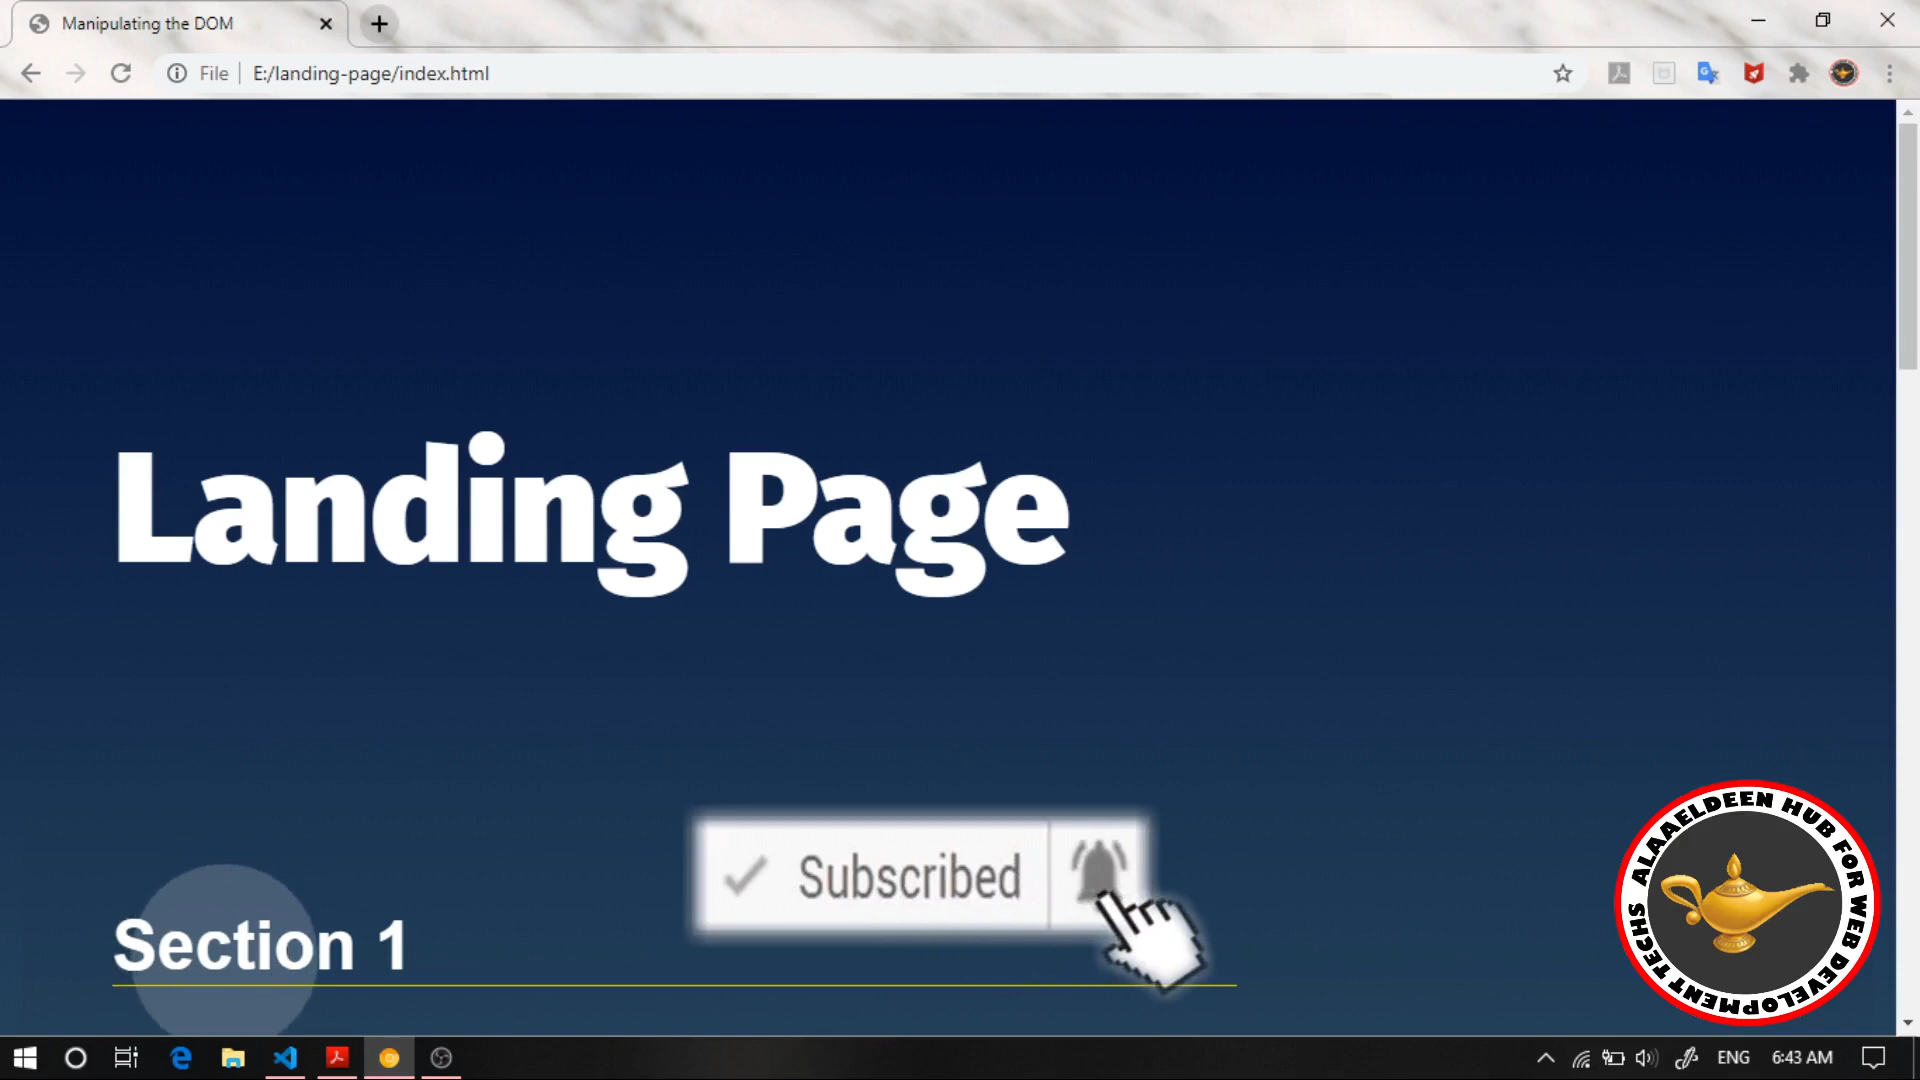 Manipulating the DOM
File
E:/landing-page/index.html
Landing Page
Subscribed
Section 1
ALAAELDEEN HUB FOR WEB DEVELOPMENT TECHS
ENG
6:43 AM